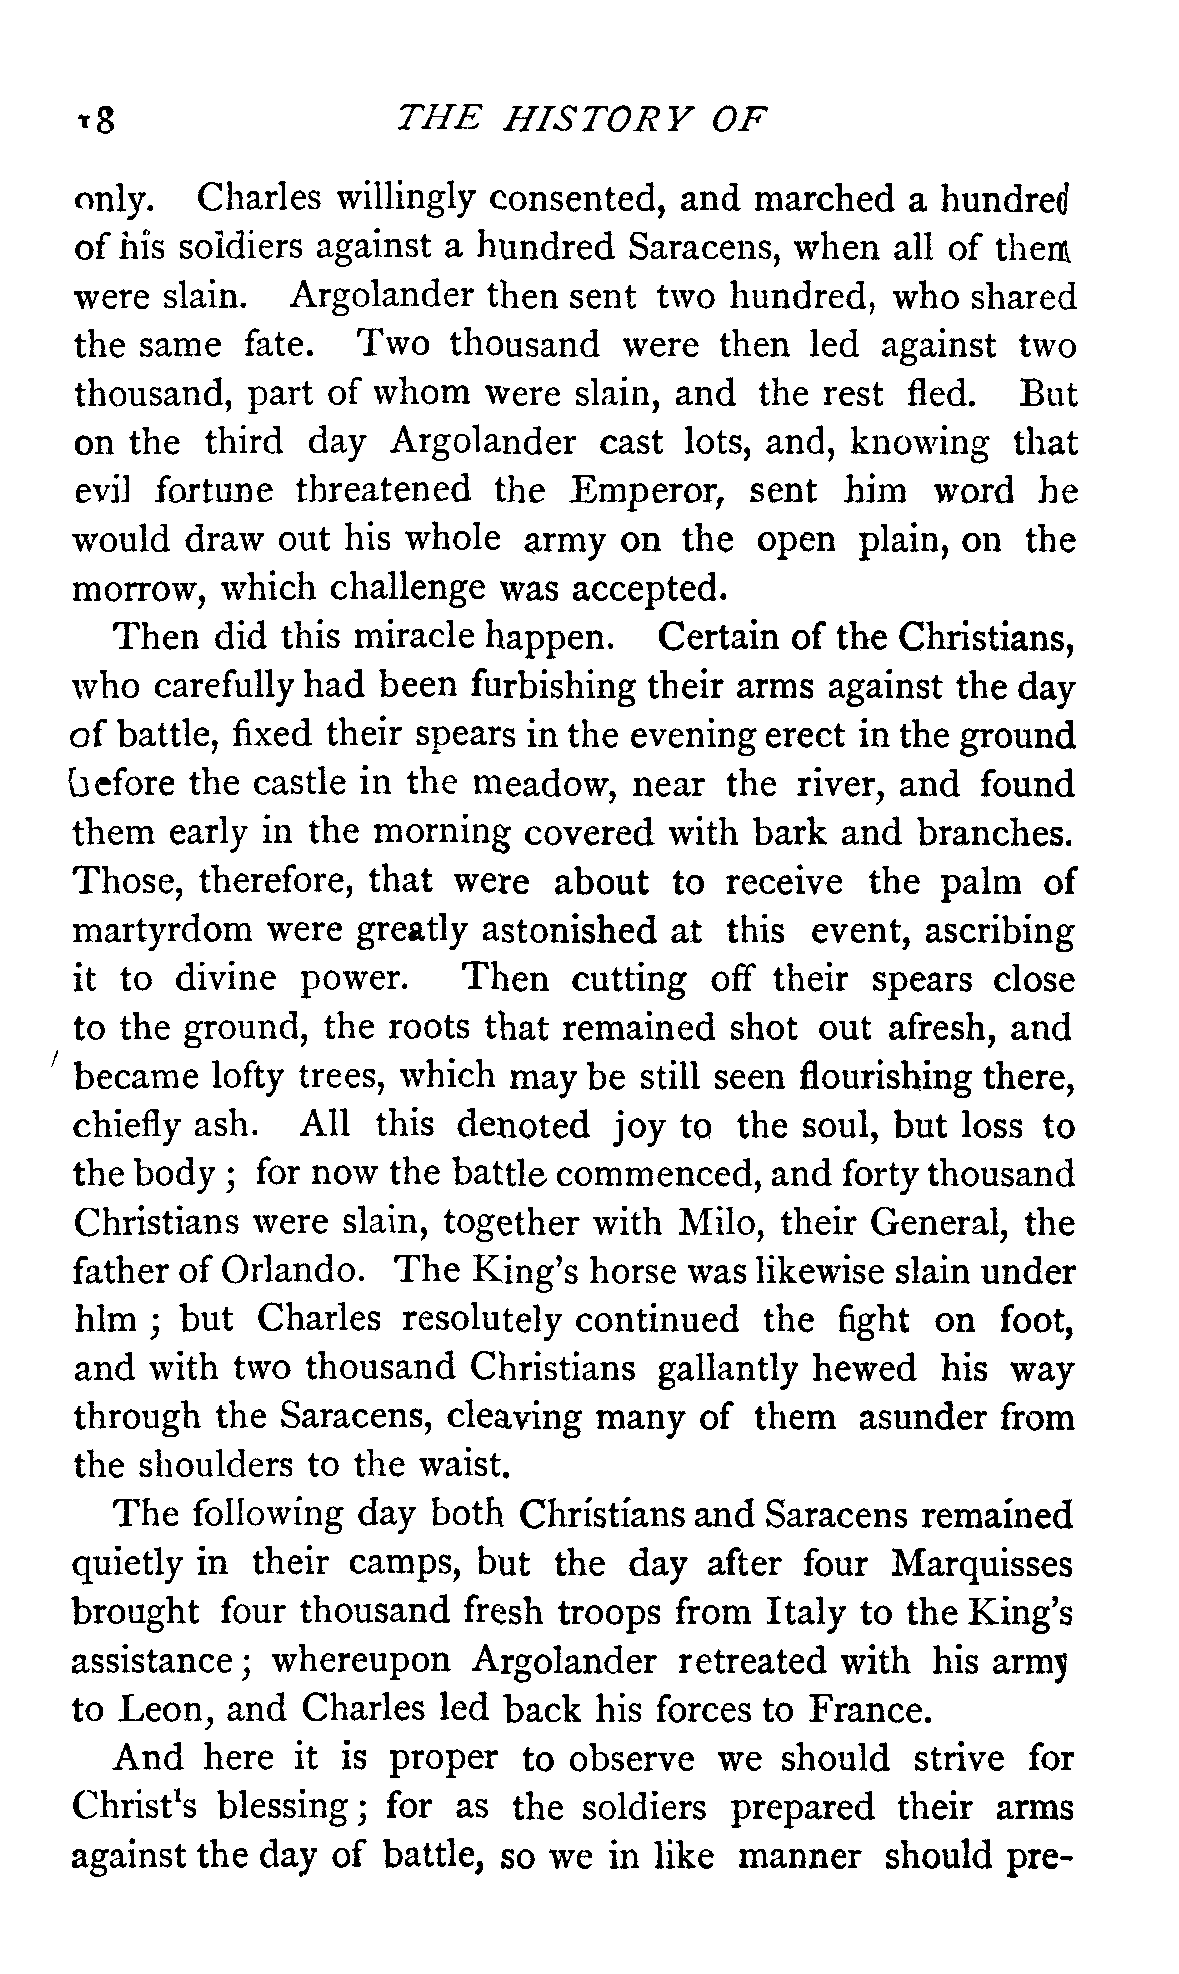 18 THE HISTORY OF
only. Charles willingly consented, and marched a hundred
of his soldiers against a hundred Saracens, when all of them
were slain. Argolander then sent two hundred, who shared
the same fate. Two thousand were then led against two
thousand, part of whom were slain, and the rest fled. But
on the third day Argolander cast lots, and, knowing that
evil fortune threatened the Emperor, sent him word he
would draw out his whole army on the open plain, on the
morrow, which challenge was accepted.
Then did this miracle happen. Certain of the Christians,
who carefully had been furbishing their arms against the day
of battle, fixed their spears in the evening erect in the ground
before the castle in the meadow, near the river, and found
them early in the morning covered with bark and branches.
Those, therefore, that were about to receive the palm of
martyrdom were greatly astonished at this event, ascribing
it to divine power. Then cutting off their spears close
to the ground, the roots that remained shot out afresh, and
became lofty trees, which may be still seen flourishing there,
chiefly ash. All this denoted joy to the soul, but loss to
the body ; for now the battle commenced, and forty thousand
Christians were slain, together with Milo, their General, the
father of Orlando. The King's horse was likewise slain under
him ; but Charles resolutely continued the fight on foot,
and with two thousand Christians gallantly hewed his way
through the Saracens, cleaving many of them asunder from
the shoulders to the waist.
The following day both Christians and Saracens remained
quietly in their camps, but the day after four Marquisses
brought four thousand fresh troops from Italy to the King's
assistance ; whereupon Argolander retreated with his army
to Leon, and Charles led back his forces to France.
And here it is proper to observe we should strive for
Christ's blessing ; for as the soldiers prepared their arms
against the day of battle, so we in like manner should pre-